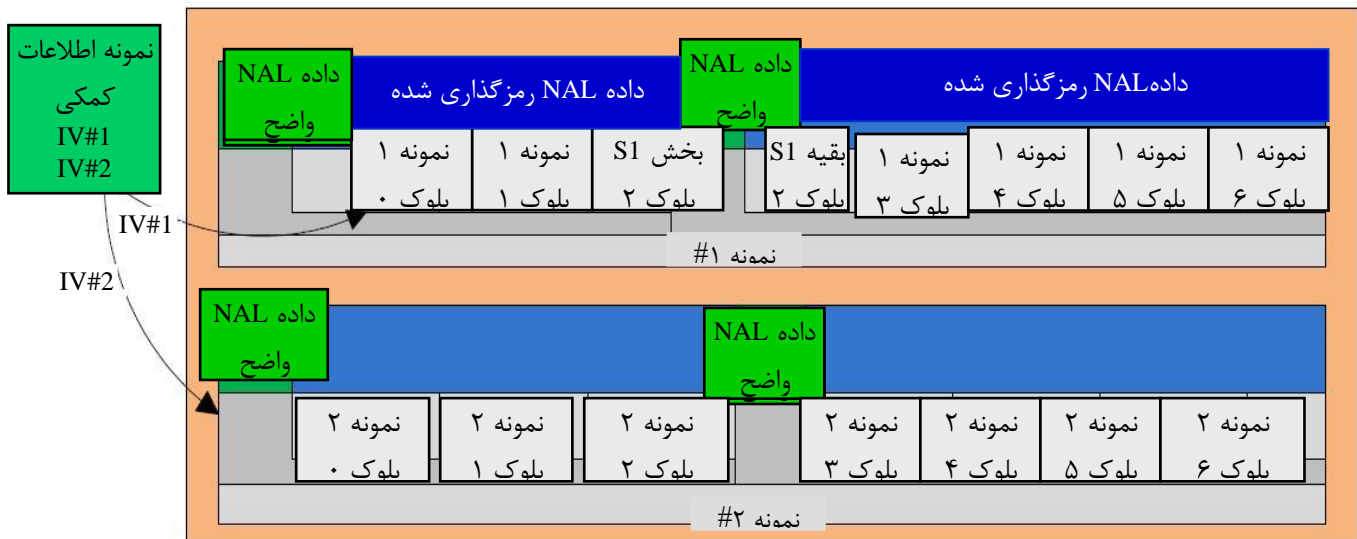 نمونه اطلاعات
کمکی
IV#1
IV#2
IV#1
IV#2
داده NAL
واضح
داده NAL رمزگذاری شده
داده NAL
واضح
دادهNAL رمزگذاری شده
نمونه ۱
بلوک ۰
نمونه ۱
بلوک ۱
بخش S1
بلوک ۲
بقیه S1
بلوک ۲
نمونه ۱
بلوک ۳
نمونه ۱
بلوک ۴
نمونه ۱
بلوک ۵
نمونه ۱
بلوک ۶
نمونه ۱#
داده NAL
واضح
داده NAL
واضح
نمونه ۲
بلوک ۰
نمونه ۲
بلوک ۱
نمونه ۲
بلوک ۲
نمونه ۲
بلوک ۳
نمونه ۲
بلوک ۴
نمونه ۲
بلوک ۵
نمونه ۲
بلوک ۶
نمونه ۲#